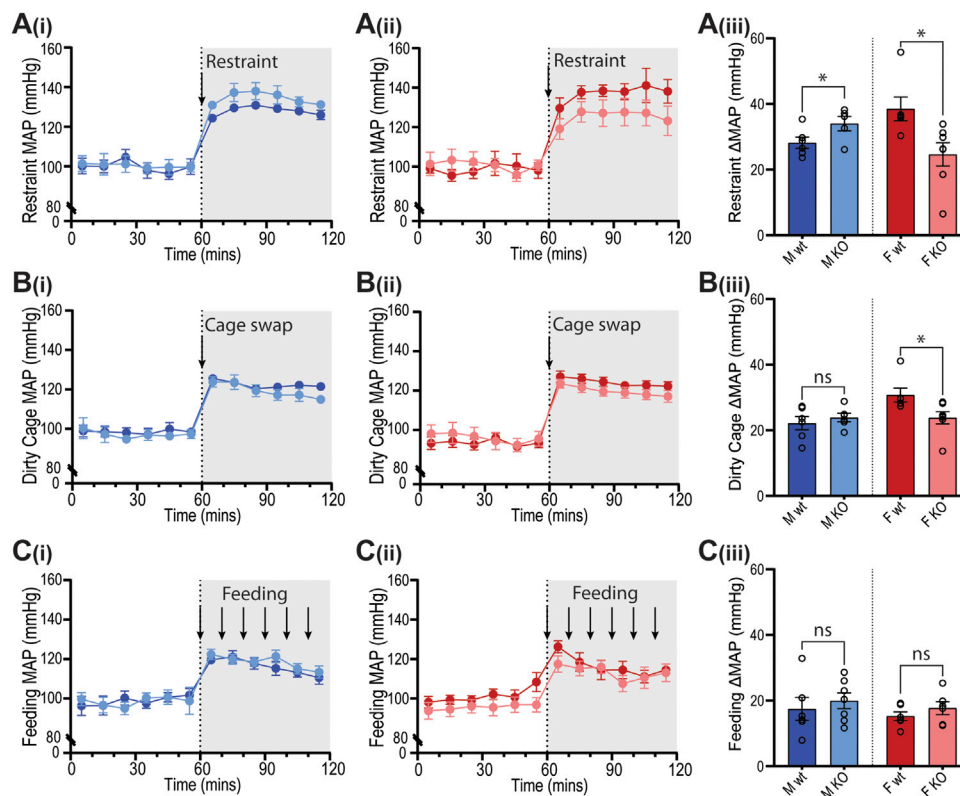 A(i)
Restraint MAP (mmHg)
160
140
120
100
80
0
Restraint
0 30 60 90 120
Time (mins)
A(ii)
Restraint MAP (mmHg)
160
140
120
100
80
0
Restraint
0 30 60 90 120
Time (mins)
A(iii)
Restraint ΔMAP (mmHg)
60
40
20
0
*
*
M wt
M KO
F wt
F KO
B(i)
Dirty Cage MAP (mmHg)
160
140
120
100
80
0
Cage swap
0 30 60 90 120
Time (mins)
B(ii)
Dirty Cage MAP (mmHg)
160
140
120
100
80
0
Cage swap
0 30 60 90 120
Time (mins)
B(iii)
Dirty Cage ΔMAP (mmHg)
60
40
20
0
ns
*
M wt
M KO
F wt
F KO
C(i)
Feeding MAP (mmHg)
160
140
120
100
80
0
Feeding
0 30 60 90 120
Time (mins)
C(ii)
Feeding MAP (mmHg)
160
140
120
100
80
0
Feeding
0 30 60 90 120
Time (mins)
C(iii)
Feeding ΔMAP (mmHg)
60
40
20
0
ns
ns
M wt
M KO
F wt
F KO